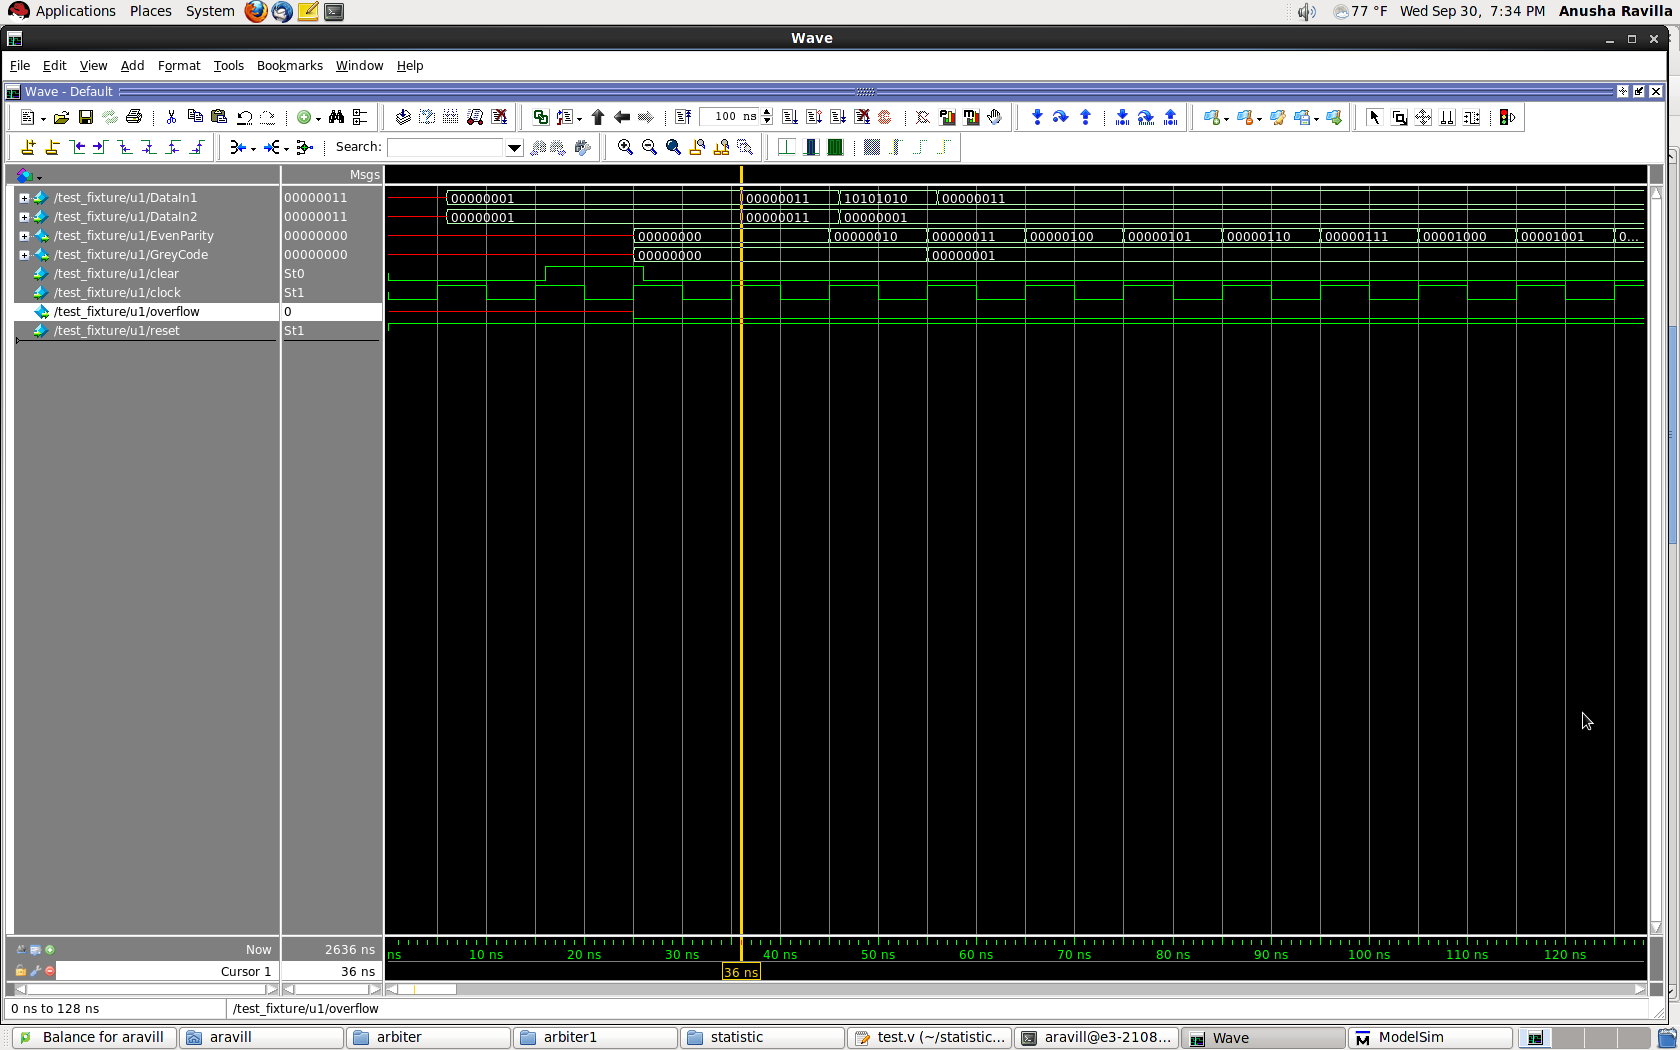 Applications Places System 77 °F Wed Sep 30, 7:34 PM Anusha Ravilla
Wave
File Edit View Add Format Tools Bookmarks Window Help
Wave - Default
100 ns
Search:
Msgs
/test_fixture/u1/DataIn1 00000011 00000001 00000011 10101010 00000011
/test_fixture/u1/DataIn2 00000011 00000001 00000011 00000001
/test_fixture/u1/EvenParity 00000000 00000000 00000010 00000011 00000100 00000101 00000110 00000111 00001000 00001001 0...
/test_fixture/u1/GreyCode 00000000 00000000 00000001
/test_fixture/u1/clear St0
/test_fixture/u1/clock St1
/test_fixture/u1/overflow 0
/test_fixture/u1/reset St1
Now 2636 ns ns 10 ns 20 ns 30 ns 40 ns 50 ns 60 ns 70 ns 80 ns 90 ns 100 ns 110 ns 120 ns
Cursor 1 36 ns 36 ns
0 ns to 128 ns /test_fixture/u1/overflow
Balance for aravill aravill arbiter arbiter1 statistic test.v (~/statistic... aravill@e3-2108... Wave ModelSim